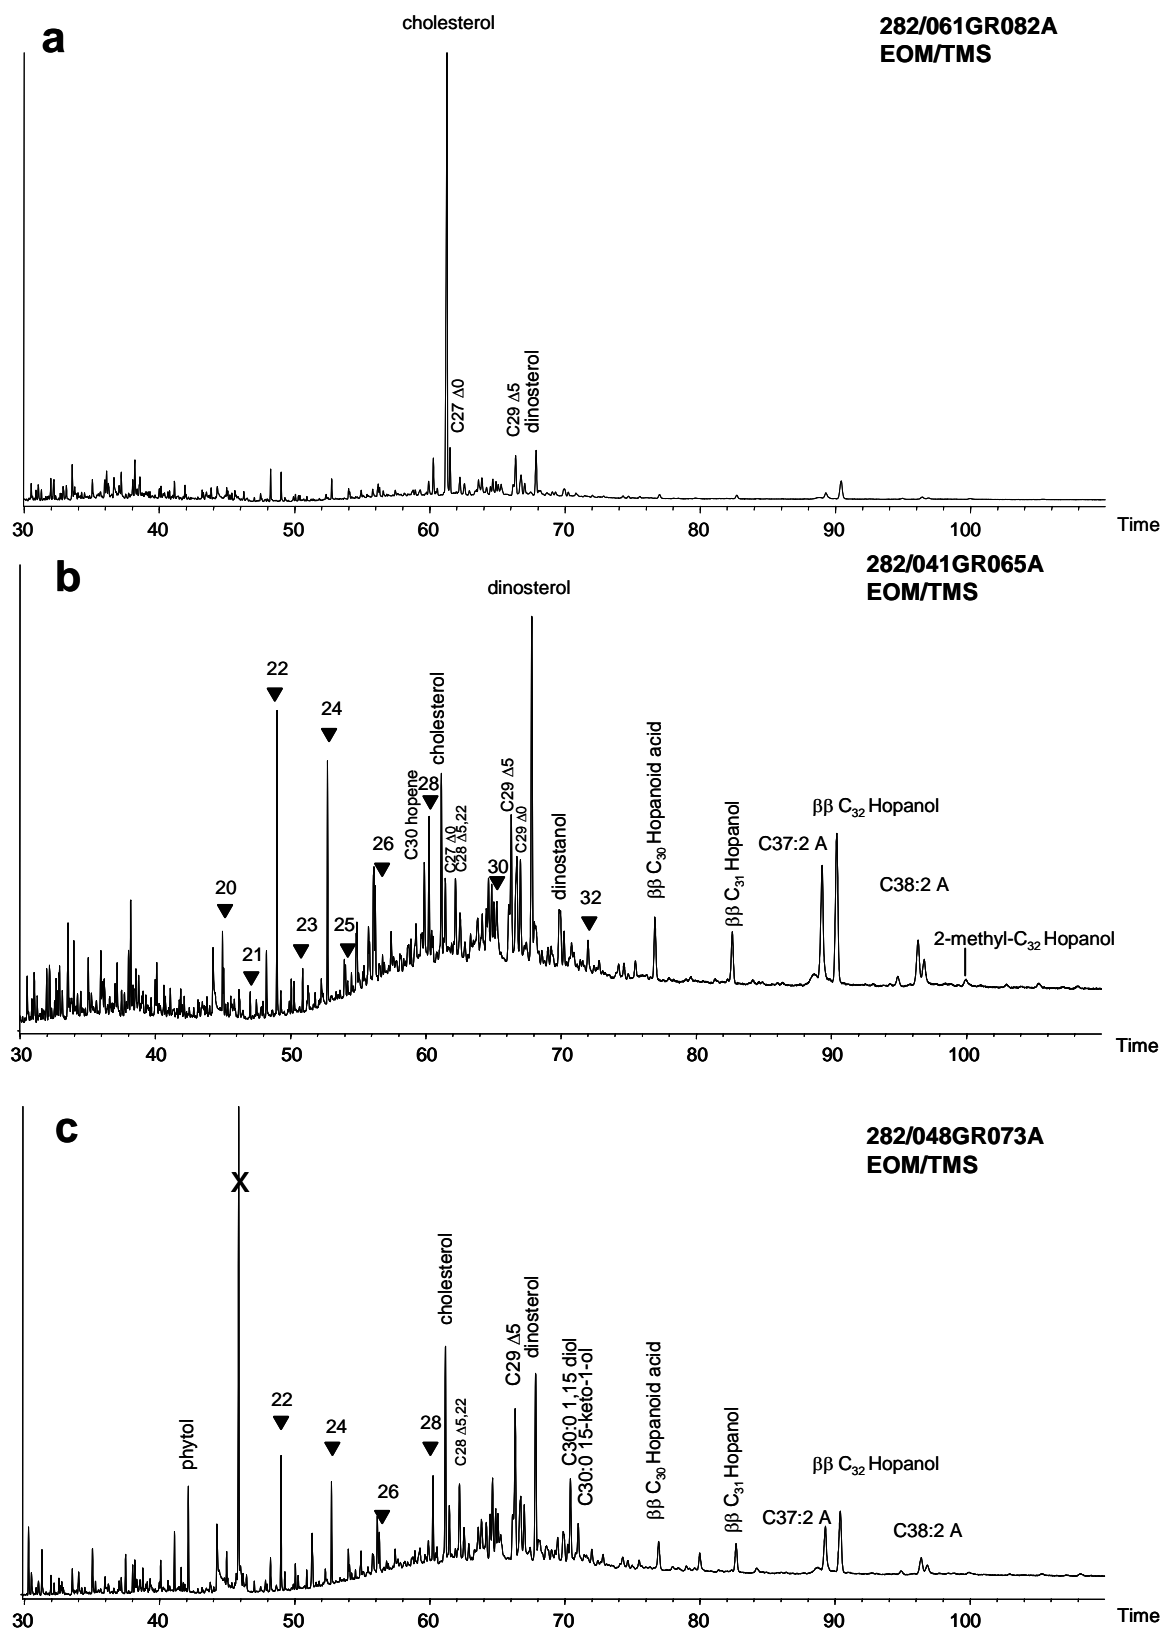 a
cholesterol
282/061GR082A
EOM/TMS
C27 Δ0
C29 Δ5
dinosterol
30 40 50 60 70 80 90 100 Time
b
282/041GR065A
EOM/TMS
dinosterol
20
21
22
23
24
25
26
C30 hopene
28
cholesterol
C27 Δ0
C28 Δ5,22
30
C29 Δ5
C29 Δ0
dinostanol
32
ββ C30 Hopanoid acid
ββ C31 Hopanol
C37:2 A
ββ C32 Hopanol
C38:2 A
2-methyl-C32 Hopanol
30 40 50 60 70 80 90 100 Time
c
282/048GR073A
EOM/TMS
phytol
X
22
24
26
28
cholesterol
C28 Δ5,22
C29 Δ5
dinosterol
C30:0 1,15 diol
C30:0 15-keto-1-ol
ββ C30 Hopanoid acid
ββ C31 Hopanol
C37:2 A
ββ C32 Hopanol
C38:2 A
30 40 50 60 70 80 90 100 Time